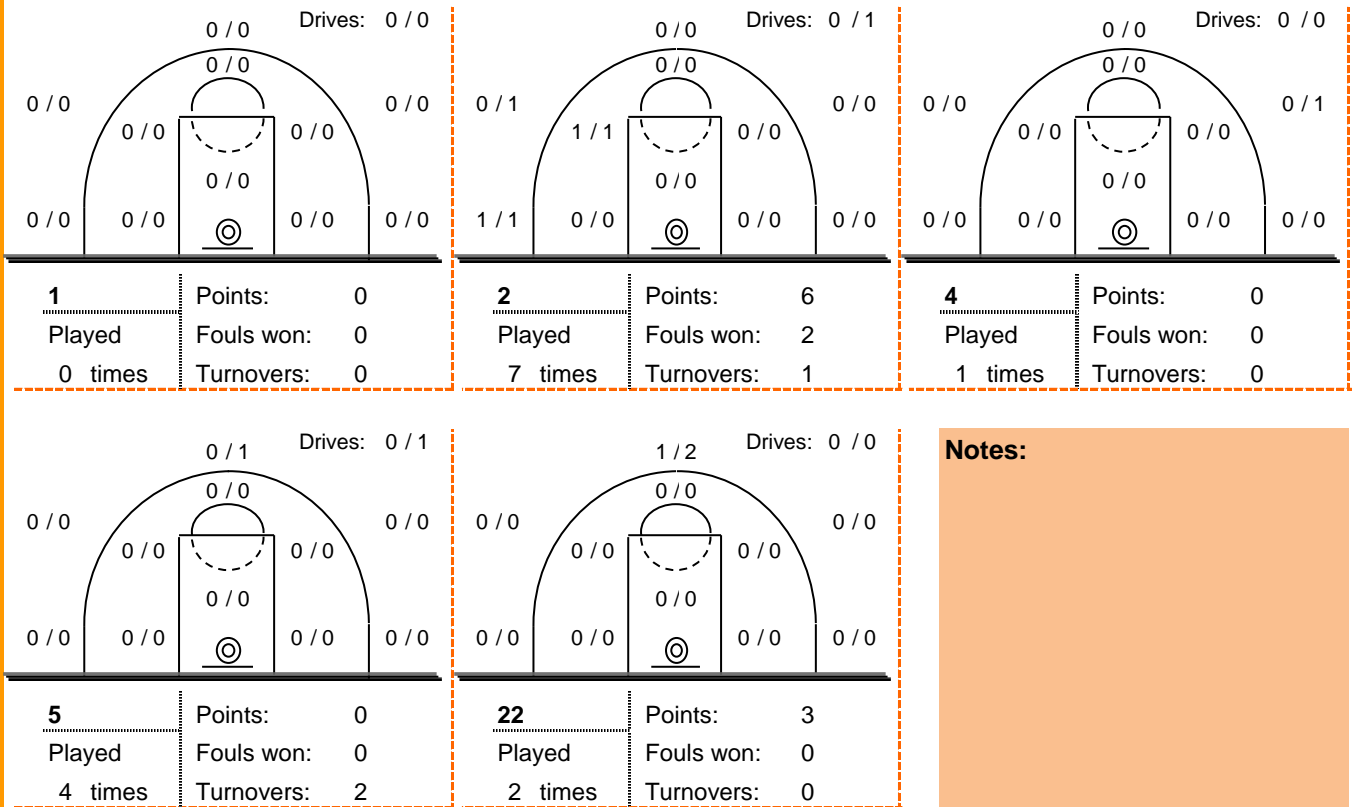 0 / 0 Drives: 0 / 0
0 / 0
0 / 0 0 / 0
0 / 0 0 / 0
0 / 0
0 / 0 0 / 0 0 / 0 0 / 0
1 Points: 0
Played Fouls won: 0
0 times Turnovers: 0
0 / 0 Drives: 0 / 1
0 / 0
0 / 1 0 / 0
1 / 1 0 / 0
0 / 0
1 / 1 0 / 0 0 / 0 0 / 0
2 Points: 6
Played Fouls won: 2
7 times Turnovers: 1
0 / 0 Drives: 0 / 0
0 / 0
0 / 0 0 / 1
0 / 0 0 / 0
0 / 0
0 / 0 0 / 0 0 / 0 0 / 0
4 Points: 0
Played Fouls won: 0
1 times Turnovers: 0
0 / 1 Drives: 0 / 1
0 / 0
0 / 0 0 / 0
0 / 0 0 / 0
0 / 0
0 / 0 0 / 0 0 / 0 0 / 0
5 Points: 0
Played Fouls won: 0
4 times Turnovers: 2
1 / 2 Drives: 0 / 0
0 / 0
0 / 0 0 / 0
0 / 0 0 / 0
0 / 0
0 / 0 0 / 0 0 / 0 0 / 0
22 Points: 3
Played Fouls won: 0
2 times Turnovers: 0
Notes: